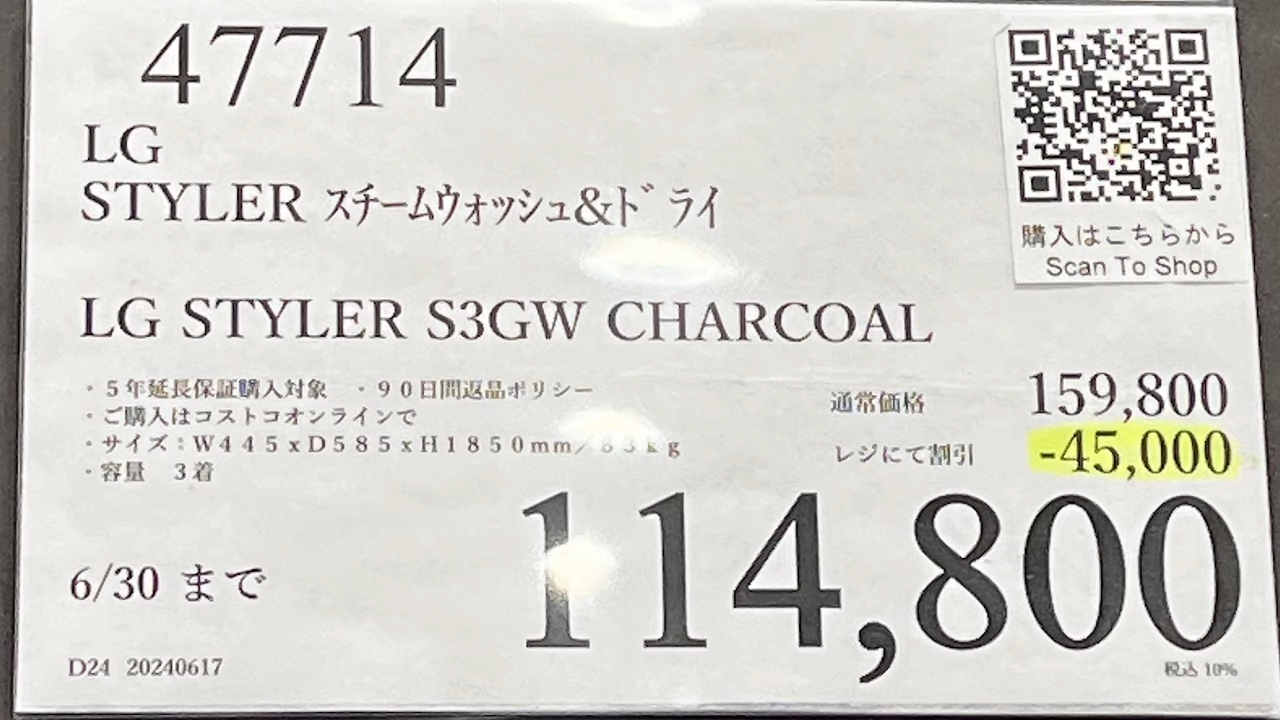 47714
LG
STYLER スチームウォッシュ&ドライ
購入はこちらから
Scan To Shop
LG STYLER S3GW CHARCOAL
・５年延長保証購入対象　・９０日間返品ポリシー
・ご購入はコストコオンラインで
・サイズ：Ｗ４４５ｘＤ５８５ｘＨ１８５０ｍｍ／８３ｋｇ
・容量　３着
通常価格 159,800
レジにて割引 -45,000
114,800
6/30 まで
D24 20240617
税込 10%